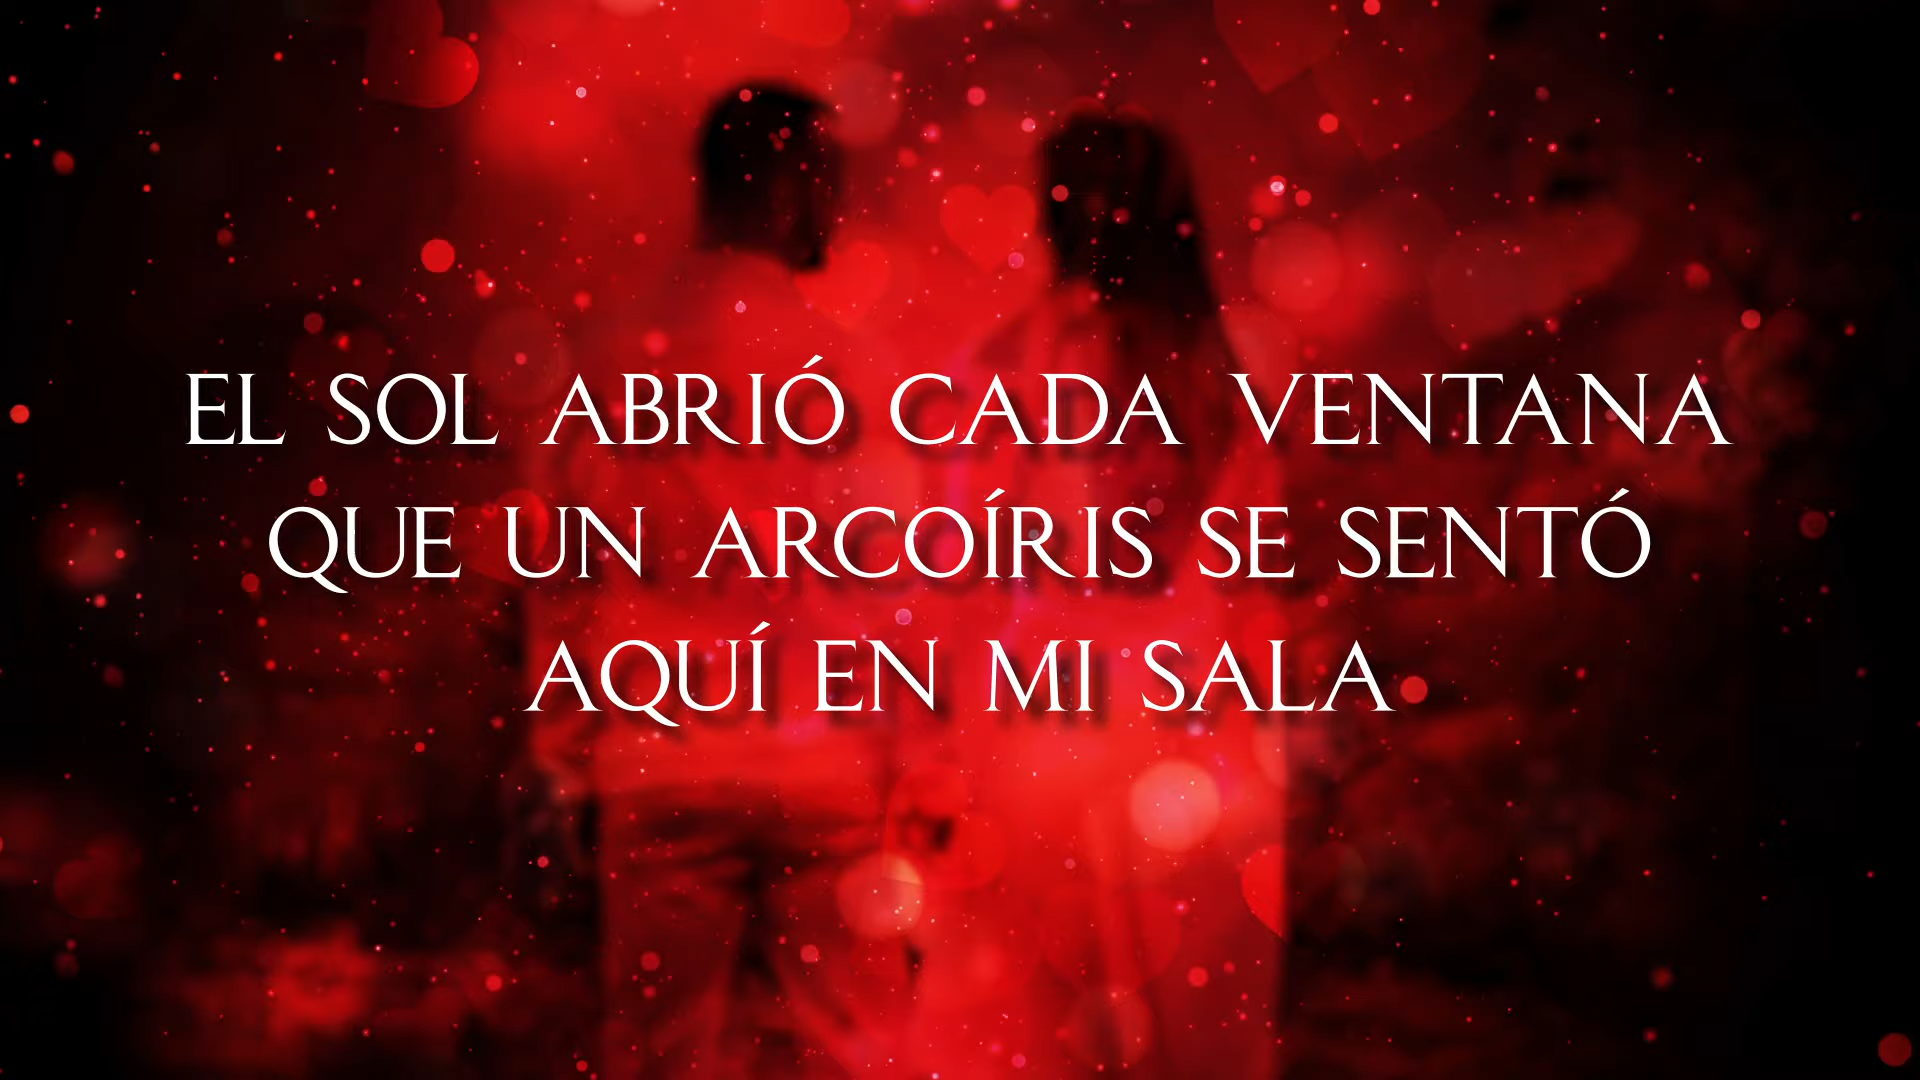 EL SOL ABRIÓ CADA VENTANA
QUE UN ARCOÍRIS SE SENTÓ
AQUÍ EN MI SALA